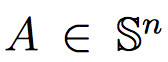 A ∈ 𝕊ⁿ